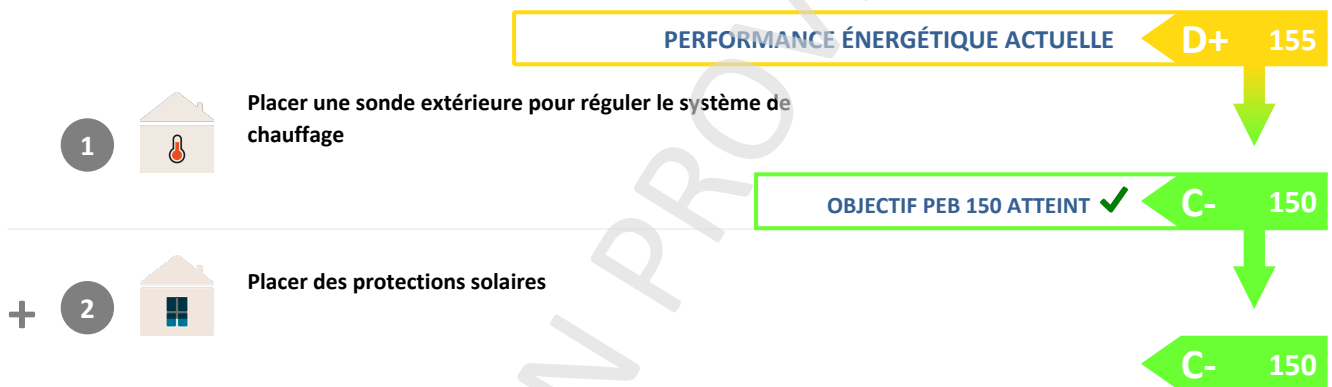 PERFORMANCE ÉNERGÉTIQUE ACTUELLE D+ 155
1 Placer une sonde extérieure pour réguler le système de
chauffage
OBJECTIF PEB 150 ATTEINT ✓ C- 150
+ 2 Placer des protections solaires
C- 150
N PROV